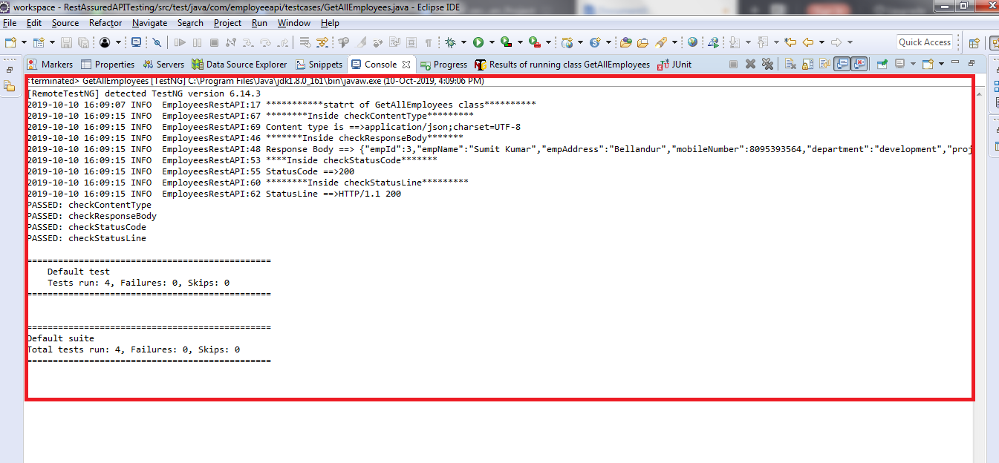 workspace - RestAssuredAPITesting/src/test/java/com/employeeapi/testcases/GetAllEmployees.java - Eclipse IDE
File Edit Source Refactor Navigate Search Project Run Window Help
Quick Access
Markers Properties Servers Data Source Explorer Snippets Console Progress Results of running class GetAllEmployees JUnit
<terminated> GetAllEmployees [TestNG] C:\Program Files\Java\jdk1.8.0_161\bin\javaw.exe (10-Oct-2019, 4:09:06 PM)
[RemoteTestNG] detected TestNG version 6.14.3
2019-10-10 16:09:07 INFO  EmployeesRestAPI:17 ***********statrt of GetAllEmployees class**********
2019-10-10 16:09:15 INFO  EmployeesRestAPI:67 ********Inside checkContentType*********
2019-10-10 16:09:15 INFO  EmployeesRestAPI:69 Content type is ==>application/json;charset=UTF-8
2019-10-10 16:09:15 INFO  EmployeesRestAPI:46 *******Inside checkResponseBody*******
2019-10-10 16:09:15 INFO  EmployeesRestAPI:48 Response Body ==> {"empId":3,"empName":"Sumit Kumar","empAddress":"Bellandur","mobileNumber":8095393564,"department":"development","proj
2019-10-10 16:09:15 INFO  EmployeesRestAPI:53 ****Inside checkStatusCode*******
2019-10-10 16:09:15 INFO  EmployeesRestAPI:55 StatusCode ==>200
2019-10-10 16:09:15 INFO  EmployeesRestAPI:60 ********Inside checkStatusLine*********
2019-10-10 16:09:15 INFO  EmployeesRestAPI:62 StatusLine ==>HTTP/1.1 200
PASSED: checkContentType
PASSED: checkResponseBody
PASSED: checkStatusCode
PASSED: checkStatusLine
===============================================
    Default test
    Tests run: 4, Failures: 0, Skips: 0
===============================================
===============================================
Default suite
Total tests run: 4, Failures: 0, Skips: 0
===============================================